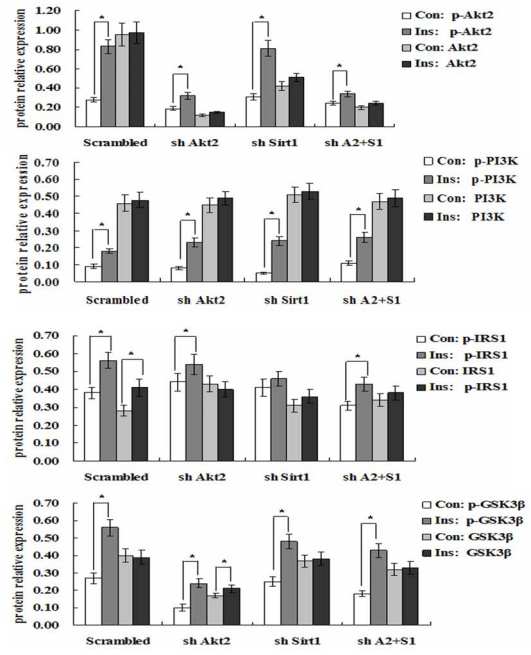 protein relative expression
1.20
1.00
0.80
0.60
0.40
0.20
0.00
* * * *
Scrambled sh Akt2 sh Sirt1 sh A2+S1
Con: p-Akt2
Ins: p-Akt2
Con: Akt2
Ins: Akt2
protein relative expression
0.70
0.60
0.50
0.40
0.30
0.20
0.10
0.00
* * * *
Scrambled sh Akt2 sh Sirt1 sh A2+S1
Con: p-PI3K
Ins: p-PI3K
Con: PI3K
Ins: PI3K
protein relative expression
0.70
0.60
0.50
0.40
0.30
0.20
0.10
0.00
* * * *
Scrambled sh Akt2 sh Sirt1 sh A2+S1
Con: p-IRS1
Ins: p-IRS1
Con: IRS1
Ins: p-IRS1
protein relative expression
0.70
0.60
0.50
0.40
0.30
0.20
0.10
0.00
* * * * *
Scrambled sh Akt2 sh Sirt1 sh A2+S1
Con: p-GSK3β
Ins: p-GSK3β
Con: GSK3β
Ins: GSK3β